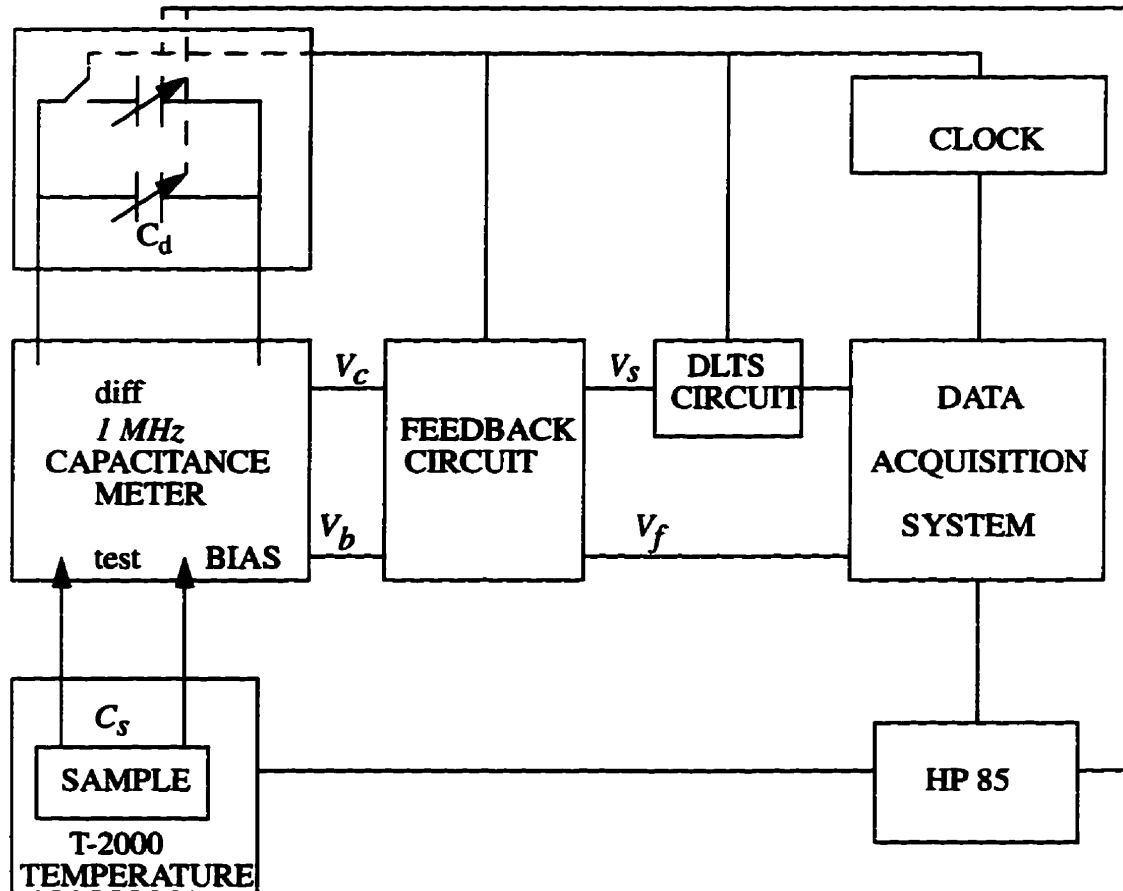 CLOCK
C_d
V_c
V_s
DLTS
CIRCUIT
diff
1 MHz
CAPACITANCE
METER
FEEDBACK
CIRCUIT
DATA
ACQUISITION
SYSTEM
V_b
V_f
test BIAS
C_s
SAMPLE
HP 85
T-2000
TEMPERATURE